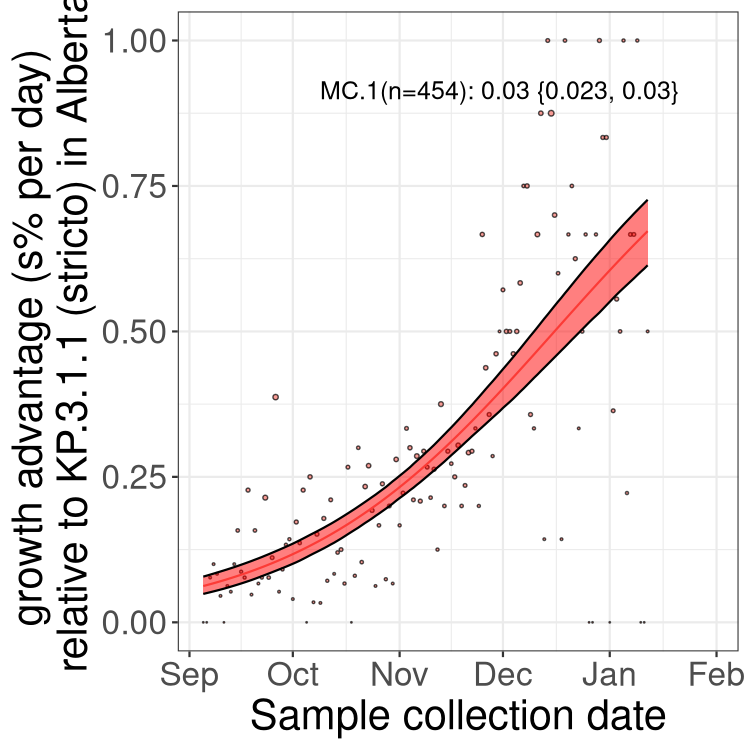 growth advantage (s% per day)
relative to KP.3.1.1 (stricto) in Alberta
1.00
0.75
0.50
0.25
0.00
MC.1(n=454): 0.03 {0.023, 0.03}
Sep Oct Nov Dec Jan Feb
Sample collection date